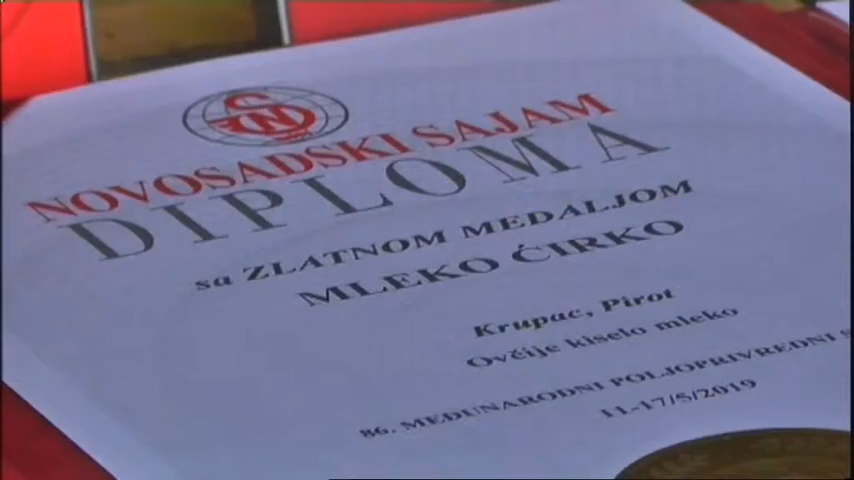 NOVOSADSKI SAJAM
DIPLOMA
sa ZLATNOM MEDALJOM
MLEKO ĆIRKO
Krupac, Pirot
Ovčije kiselo mleko
86. MEĐUNARODNI POLJOPRIVREDNI S
11-17/5/2019